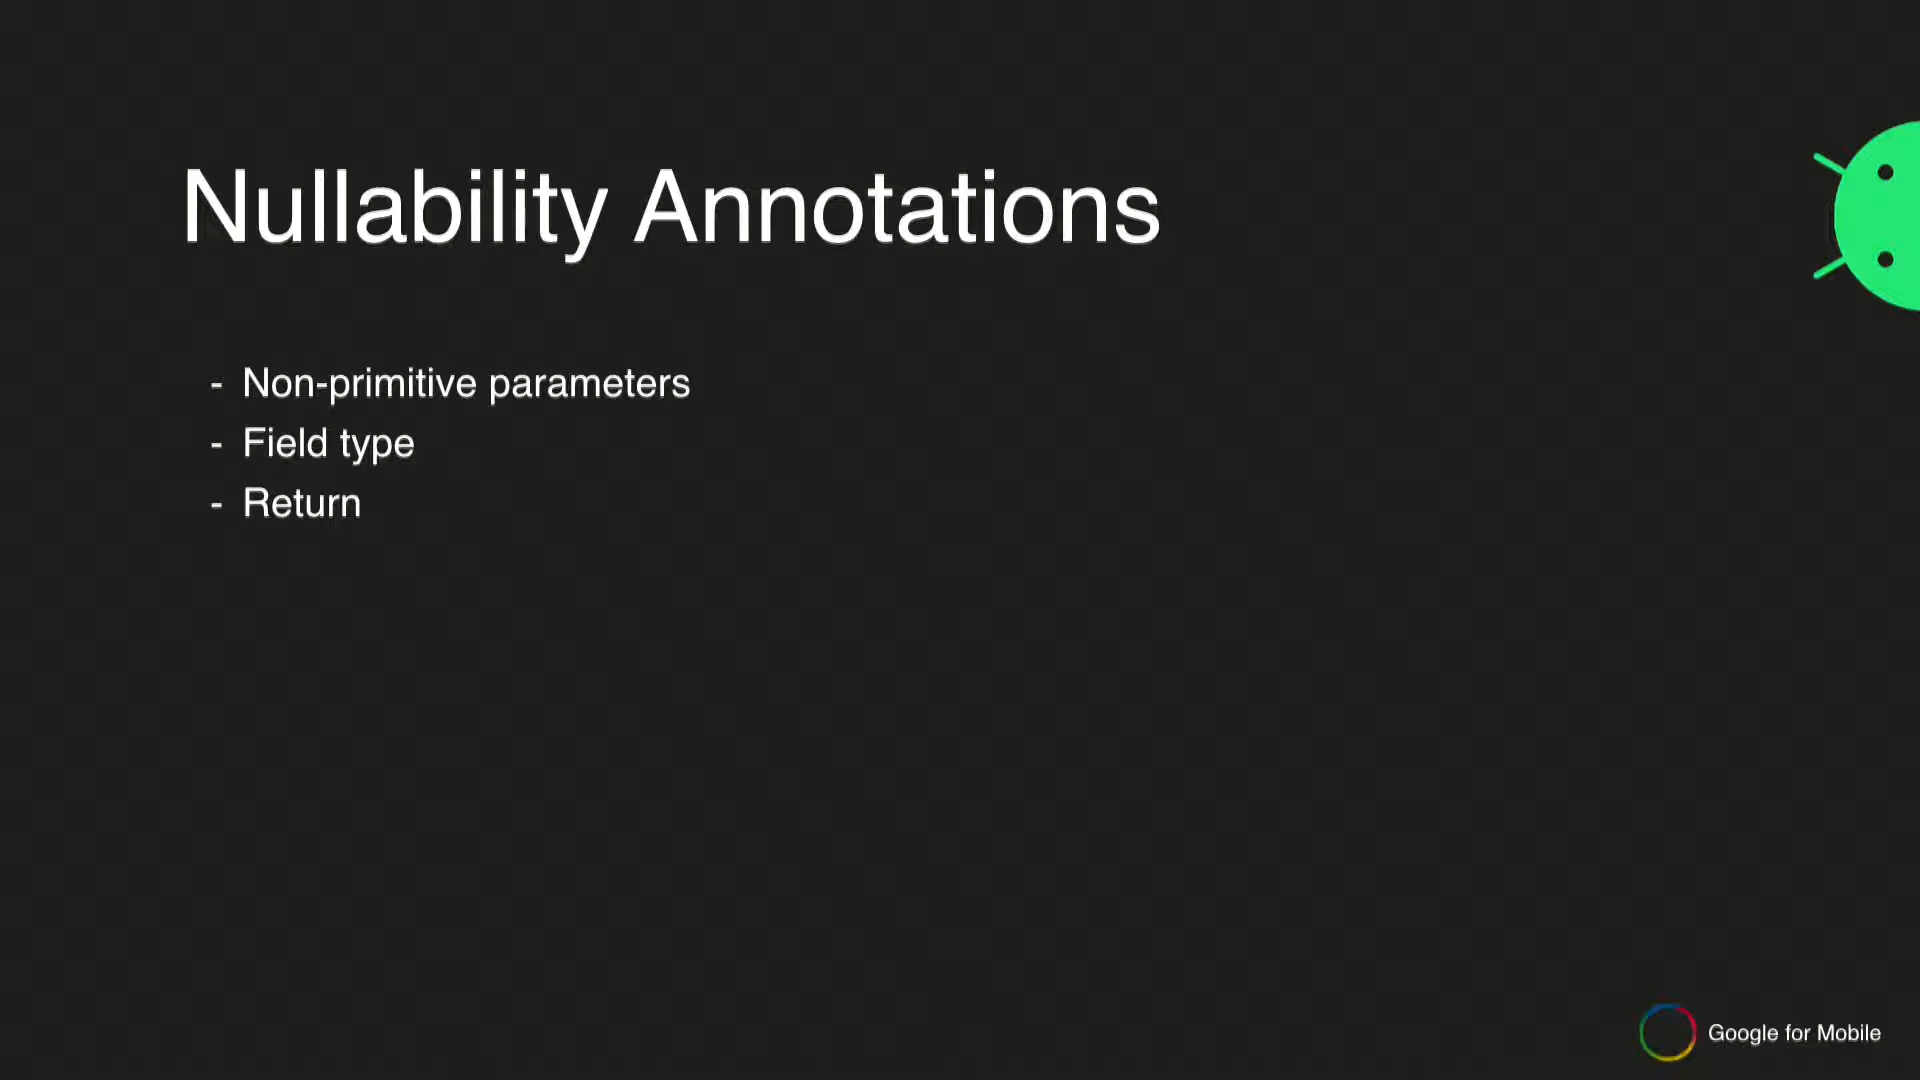 Nullability Annotations
- Non-primitive parameters
- Field type
- Return
Google for Mobile